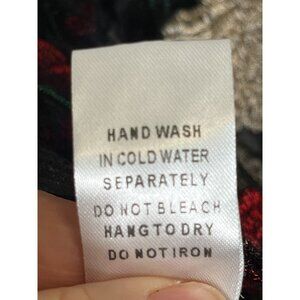 HAND WASH
IN COLD WATER
SEPARATELY
DO NOT BLEACH
HANG TO DRY
DO NOT IRON